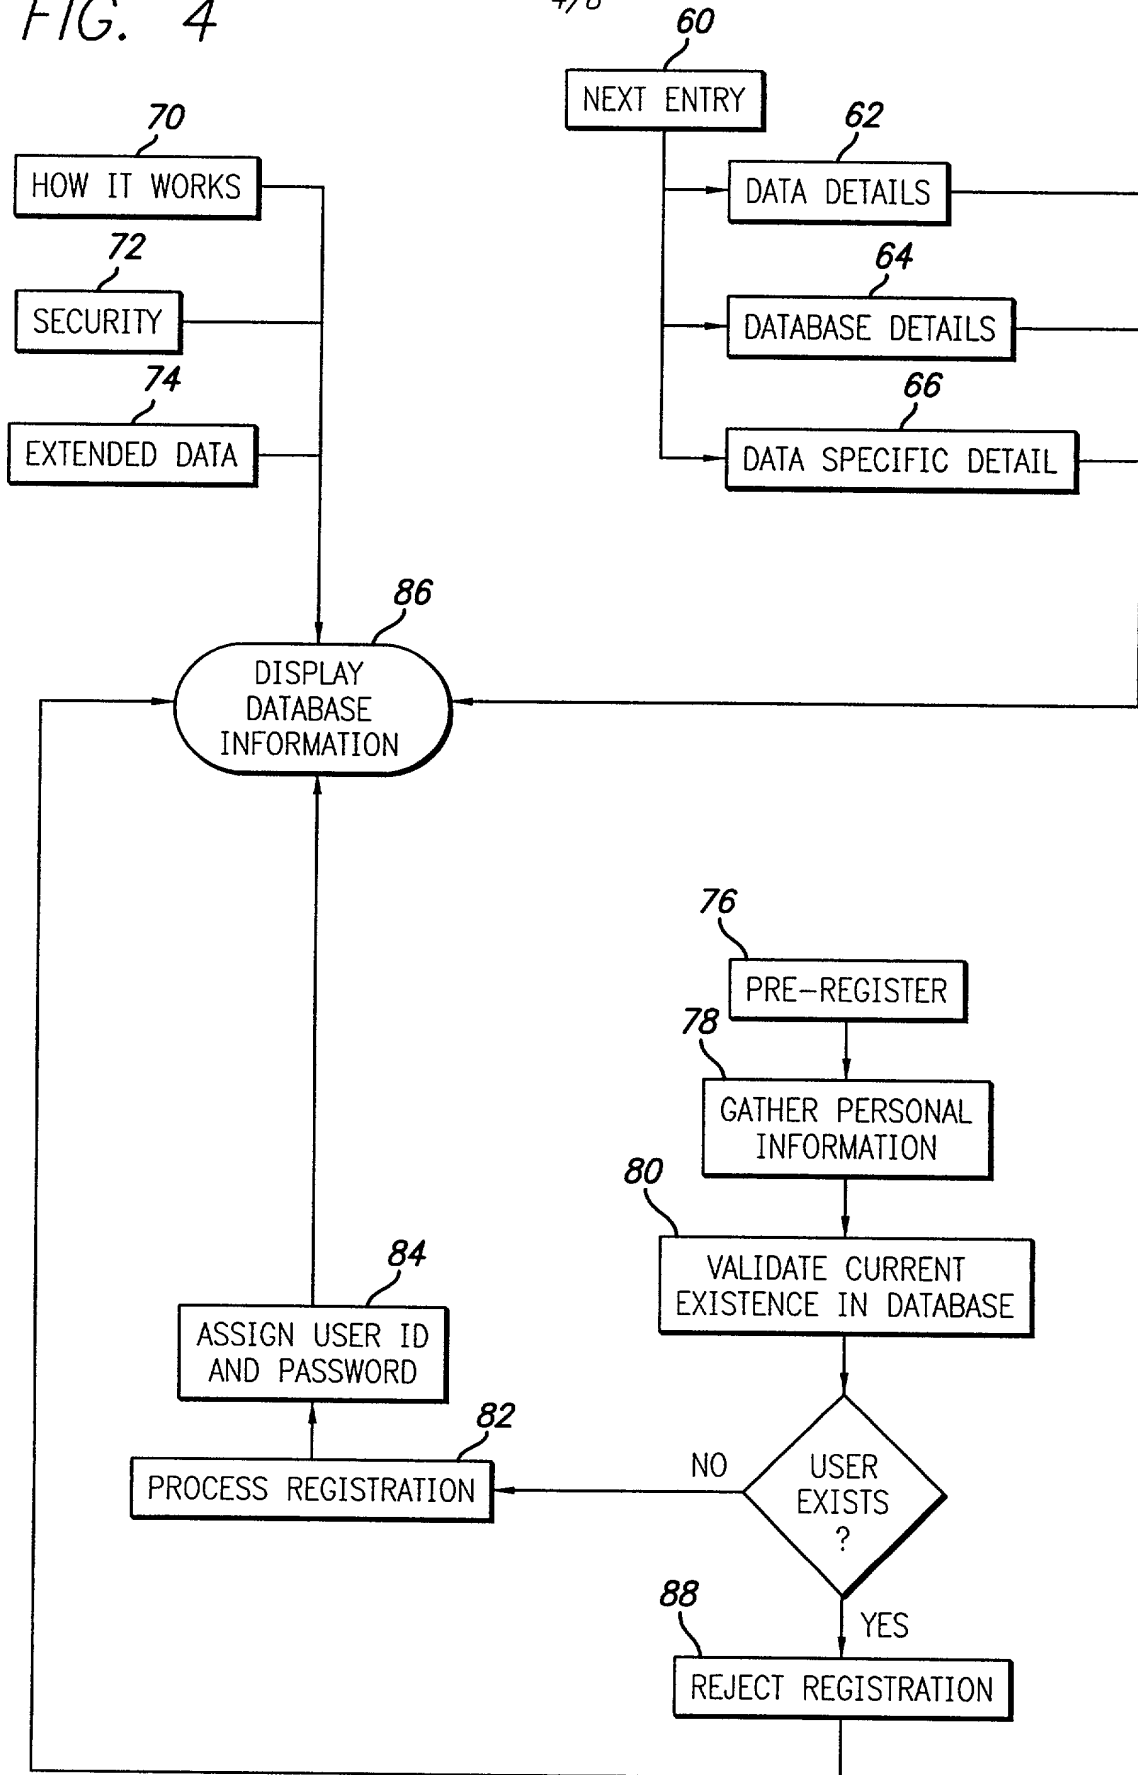 FIG. 4
60
NEXT ENTRY
70
HOW IT WORKS
62
DATA DETAILS
72
SECURITY
64
DATABASE DETAILS
74
EXTENDED DATA
66
DATA SPECIFIC DETAIL
86
DISPLAY
DATABASE
INFORMATION
76
PRE-REGISTER
78
GATHER PERSONAL
INFORMATION
80
VALIDATE CURRENT
EXISTENCE IN DATABASE
84
ASSIGN USER ID
AND PASSWORD
82
PROCESS REGISTRATION
NO
USER
EXISTS
?
YES
88
REJECT REGISTRATION